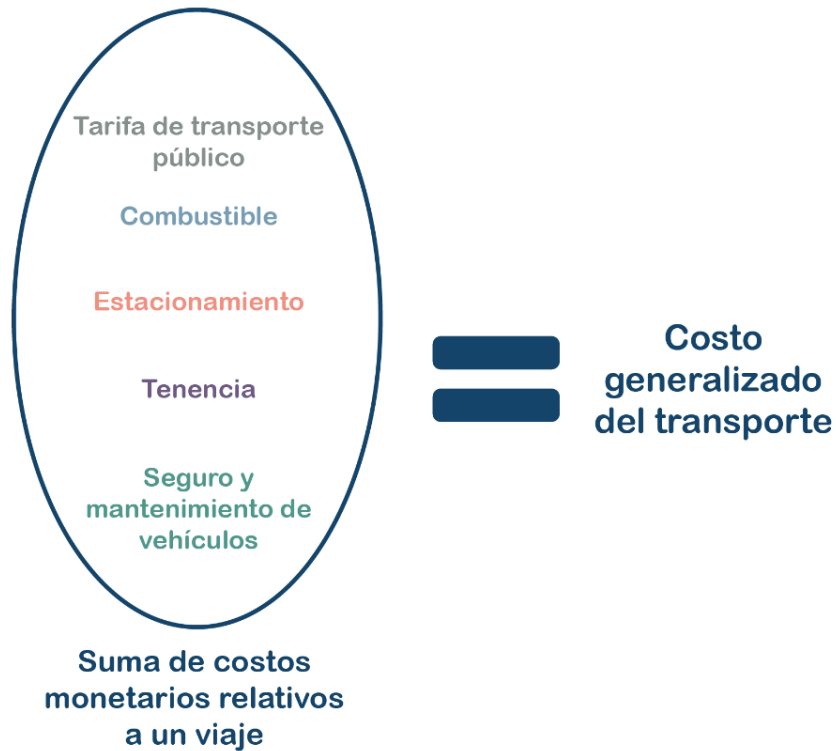 Tarifa de transporte
público
Combustible
Estacionamiento
Tenencia
Seguro y
mantenimiento de
vehículos
Suma de costos
monetarios relativos
a un viaje
Costo
generalizado
del transporte